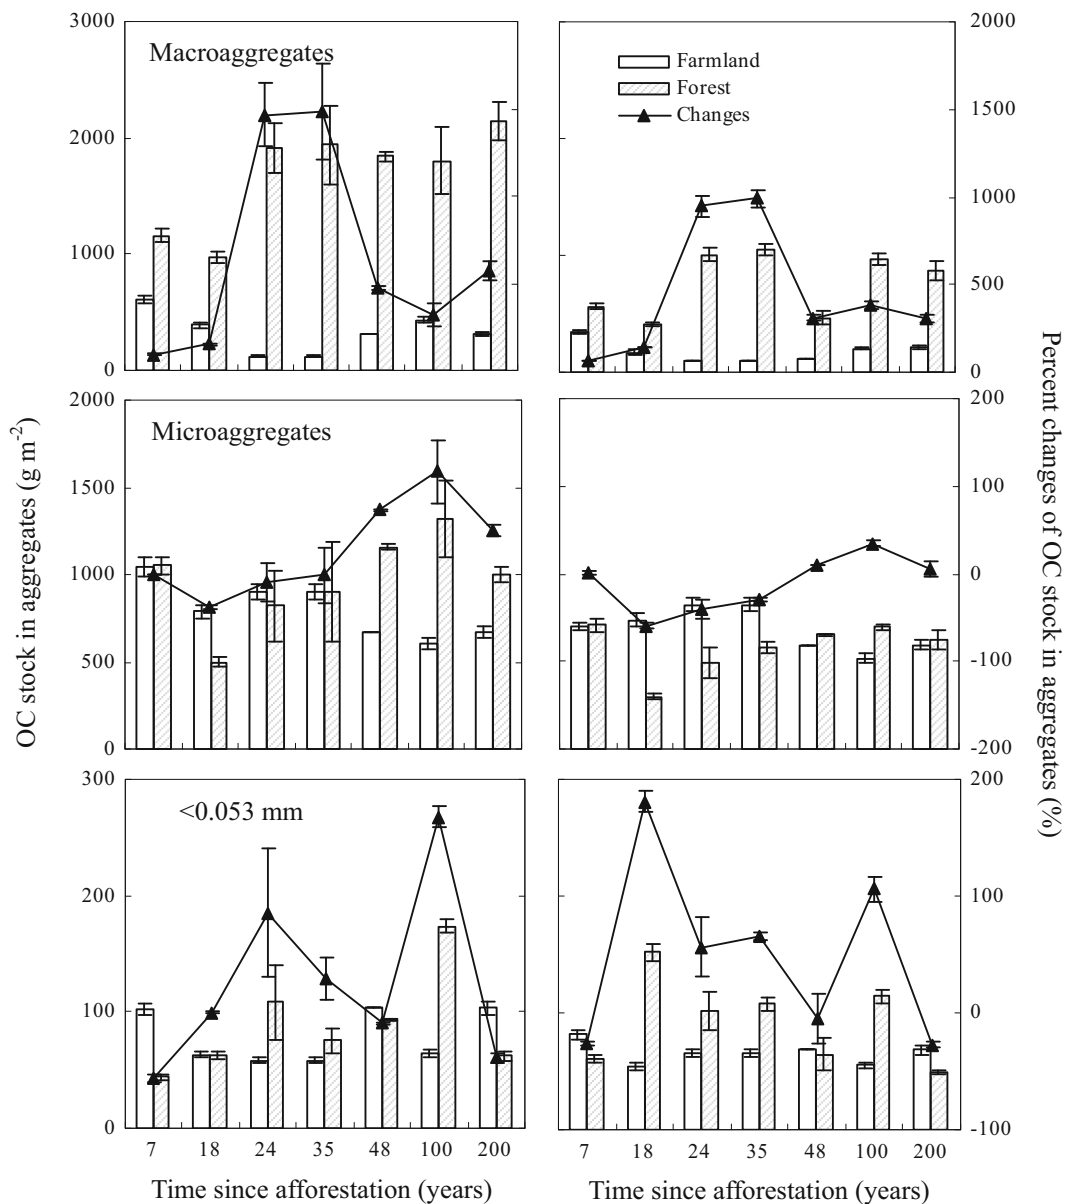 3000
2000
1000
0
Macroaggregates
Farmland
Forest
Changes
2000
1500
1000
500
0
2000
1500
1000
500
0
Microaggregates
200
100
0
-100
-200
300
200
100
0
<0.053 mm
200
100
0
-100
7 18 24 35 48 100 200
7 18 24 35 48 100 200
Time since afforestation (years)
Time since afforestation (years)
OC stock in aggregates (g m-2)
Percent changes of OC stock in aggregates (%)